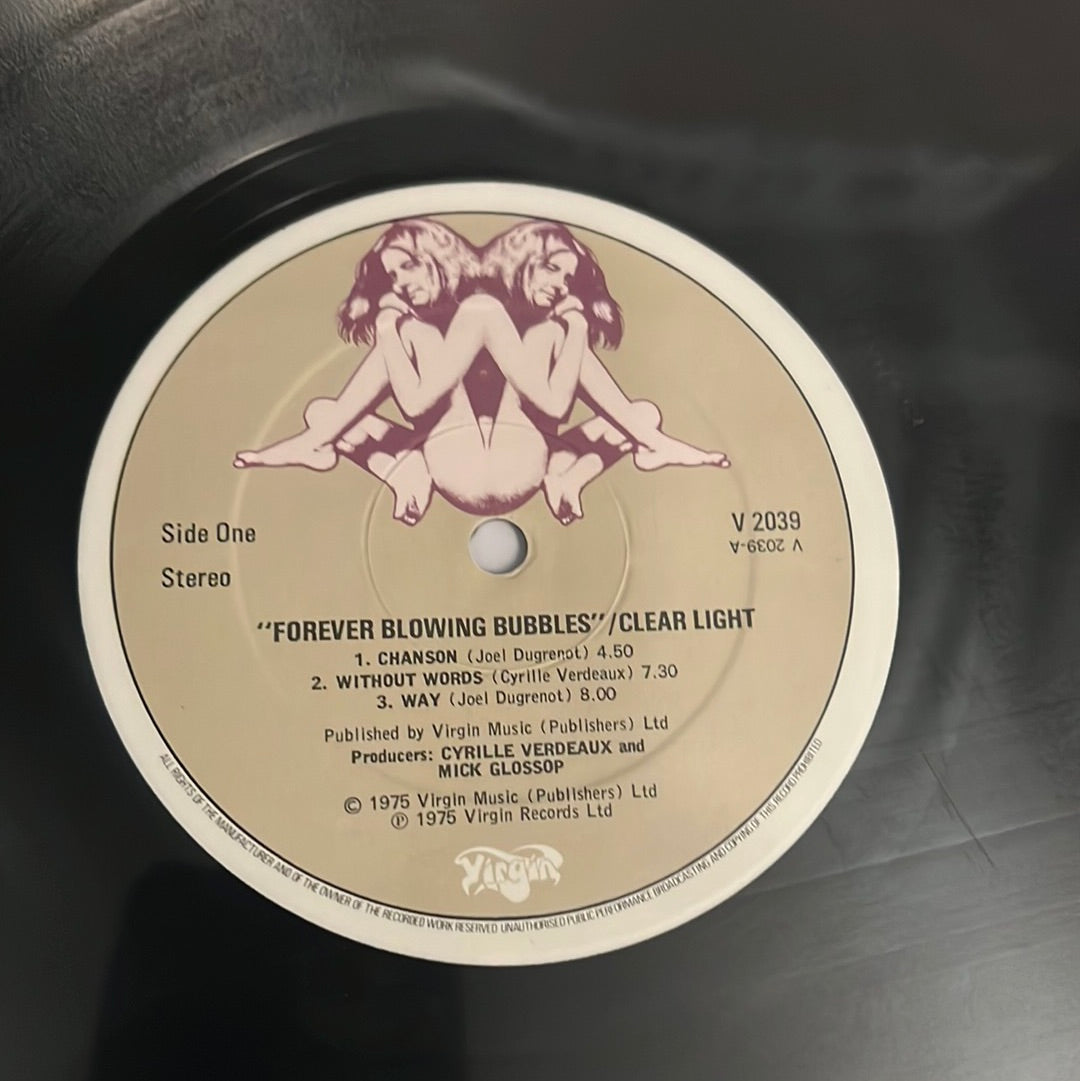 Side One
V 2039
V 2039-A
Stereo
“FOREVER BLOWING BUBBLES”/CLEAR LIGHT
1. CHANSON (Joel Dugrenot) 4.50
2. WITHOUT WORDS (Cyrille Verdeaux) 7.30
3. WAY (Joel Dugrenot) 8.00
Published by Virgin Music (Publishers) Ltd
Producers: CYRILLE VERDEAUX and
MICK GLOSSOP
© 1975 Virgin Music (Publishers) Ltd
℗ 1975 Virgin Records Ltd
Virgin
ALL RIGHTS OF THE MANUFACTURER AND OF THE OWNER OF THE RECORDED WORK RESERVED UNAUTHORISED PUBLIC PERFORMANCE BROADCASTING AND COPYING OF THIS RECORD PROHIBITED